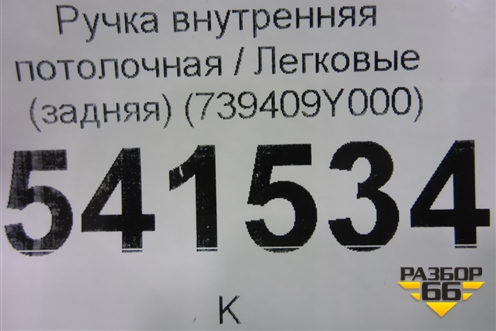 Ручка внутренняя
потолочная / Легковые
(задняя) (739409Y000)
541534
К
РАЗБОР
66